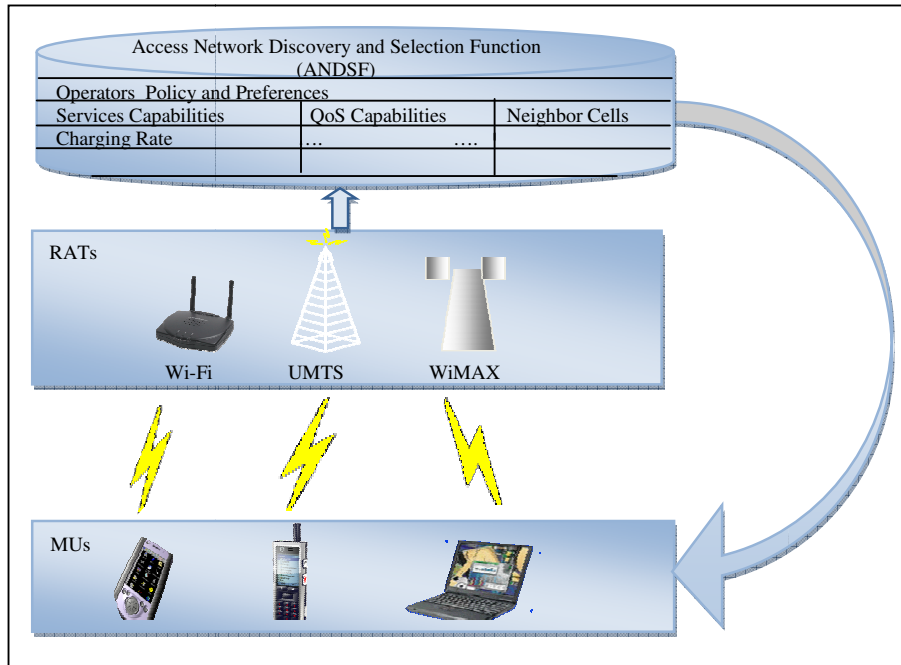 Access Network Discovery and Selection Function
(ANDSF)
Operators Policy and Preferences
Services Capabilities QoS Capabilities Neighbor Cells
Charging Rate … ….
RATs
Wi-Fi UMTS WiMAX
MUs